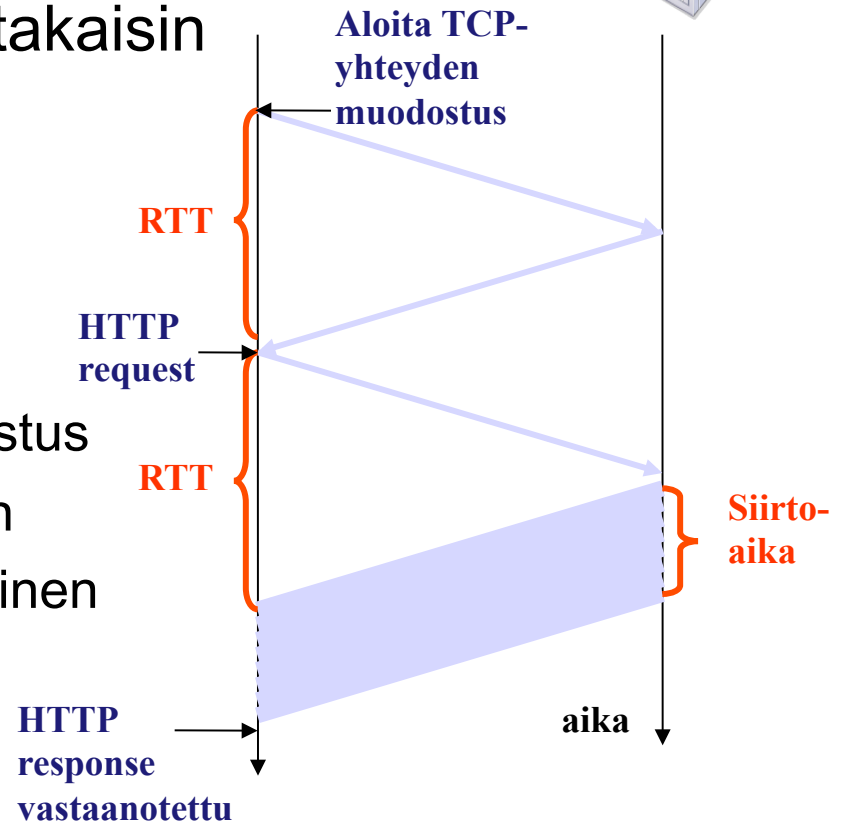 takaisin
Aloita TCP-
yhteyden
muodostus
RTT
HTTP
request
stus
RTT
n
Siirto-
aika
inen
HTTP
response
vastaanotettu
aika